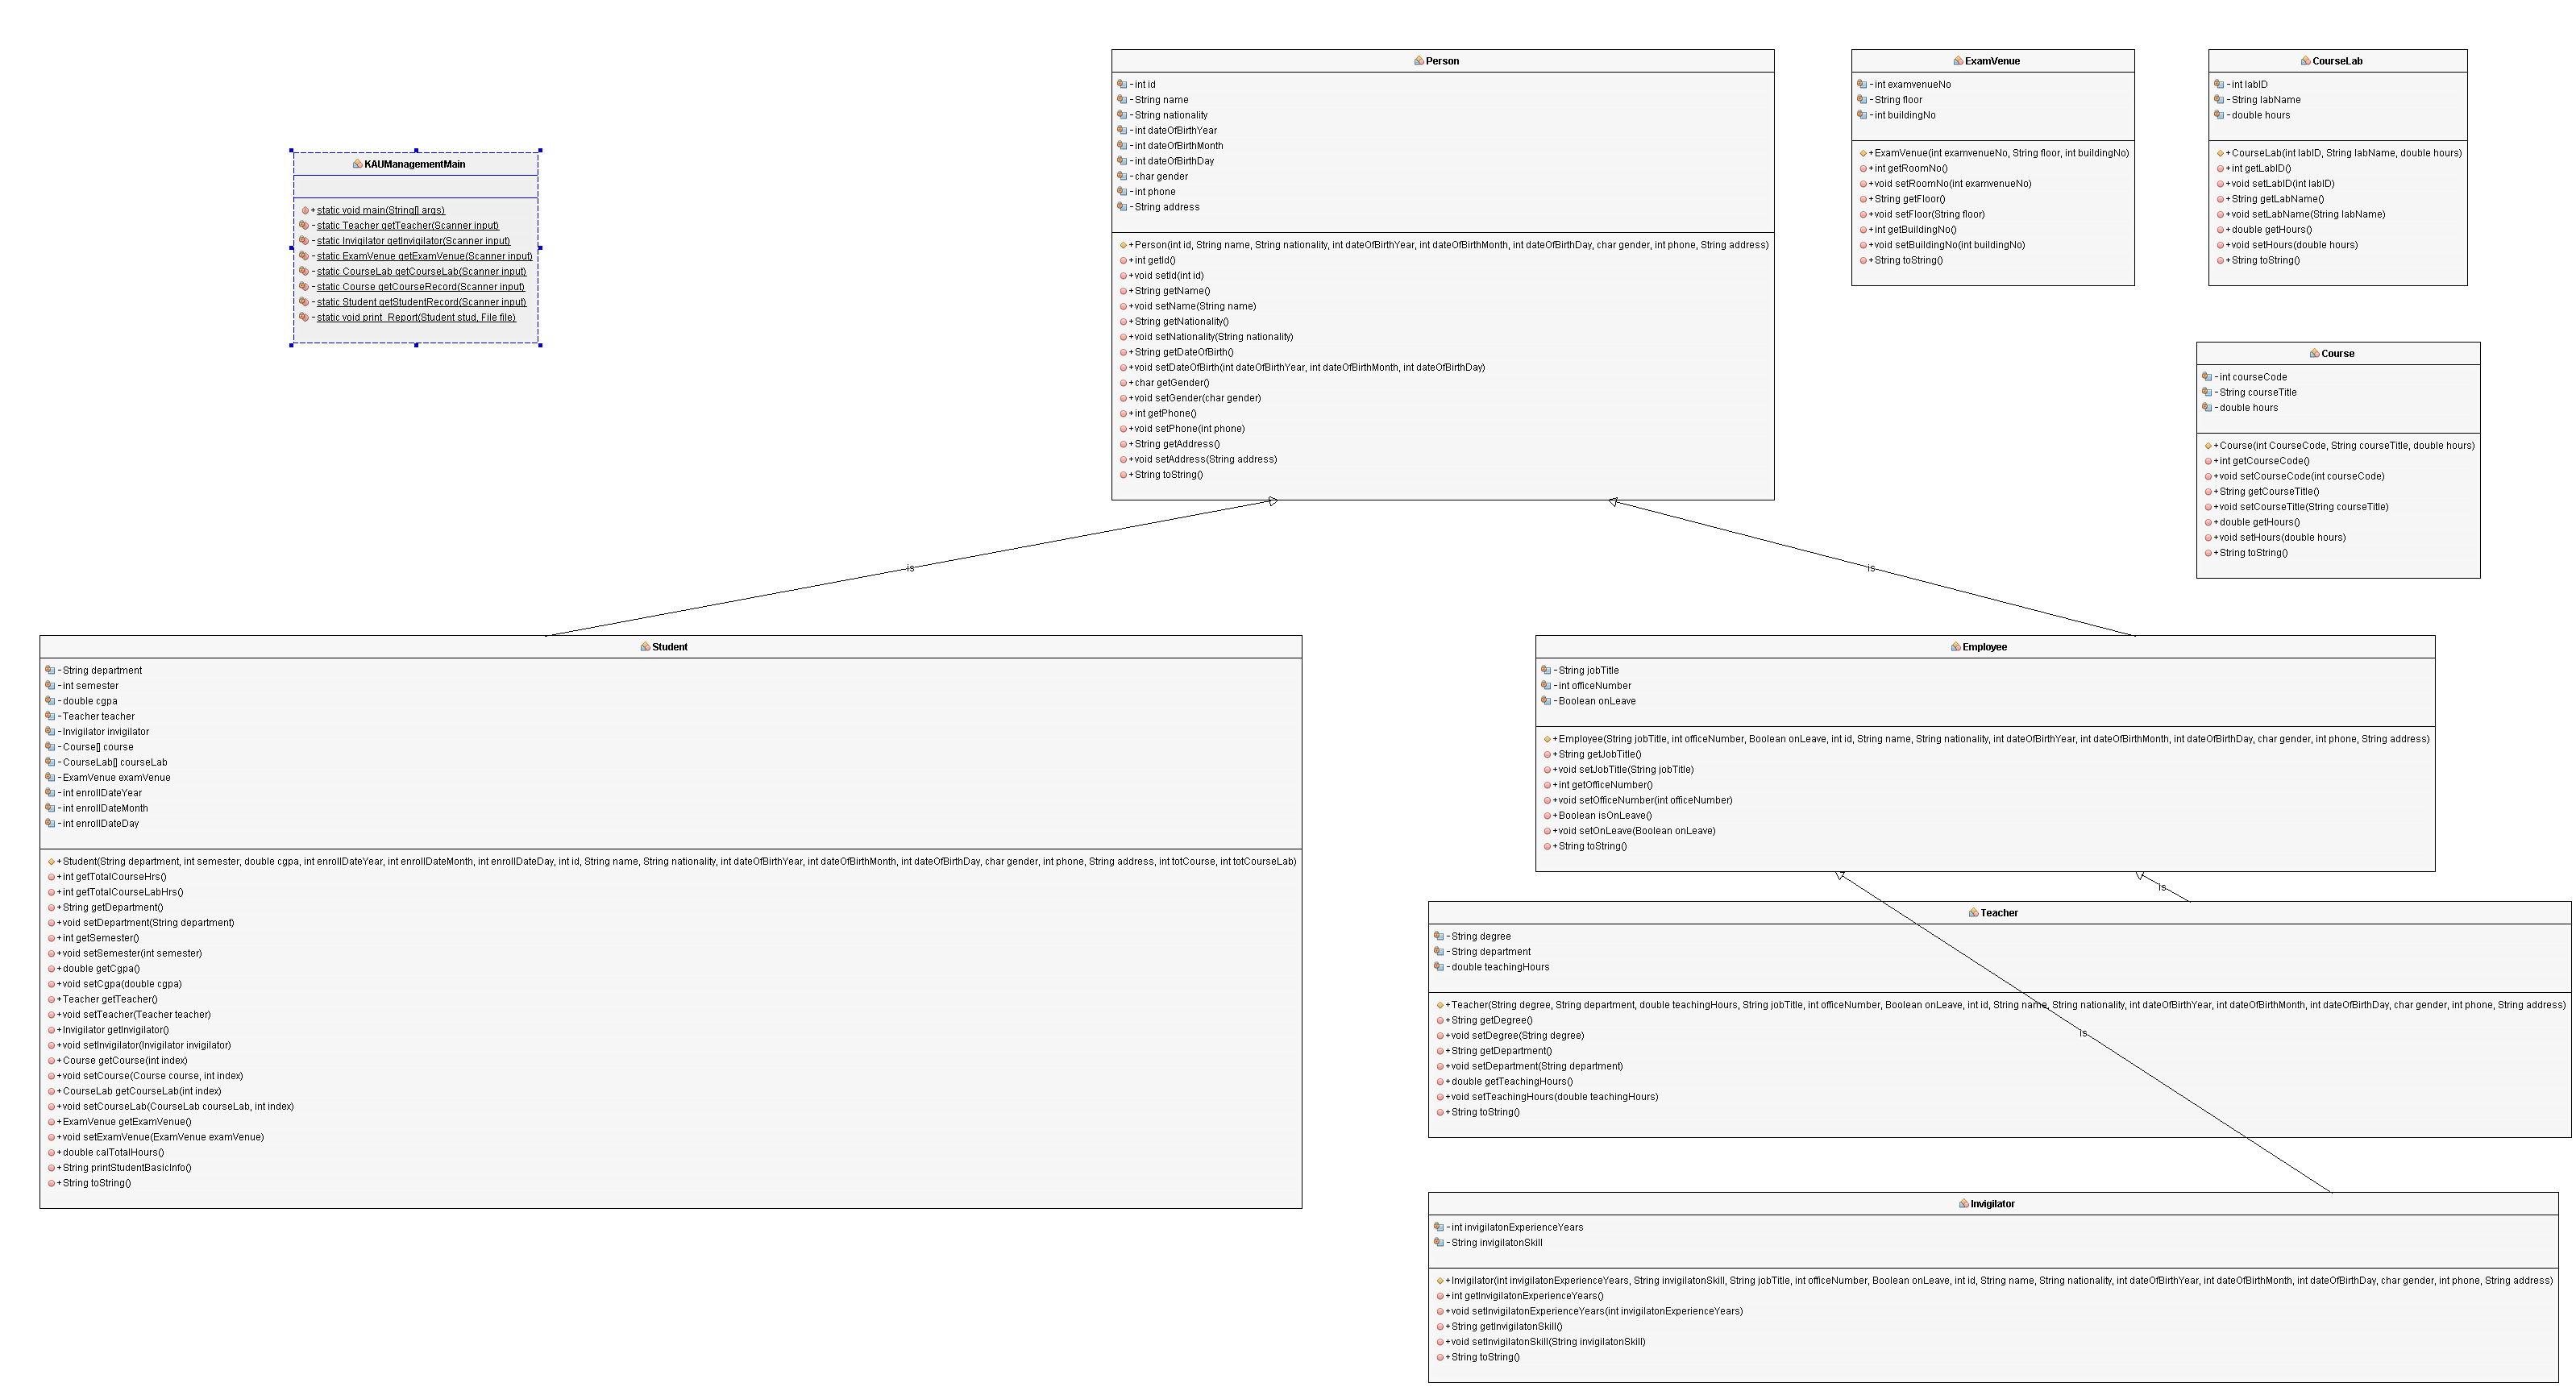 KAUManagementMain
+ static void main(String[] args)
- static Teacher getTeacher(Scanner input)
- static Invigilator getInvigilator(Scanner input)
- static ExamVenue getExamVenue(Scanner input)
- static CourseLab getCourseLab(Scanner input)
- static Course getCourseRecord(Scanner input)
- static Student getStudentRecord(Scanner input)
- static void print_Report(Student stud, File file)
Person
- int id
- String name
- String nationality
- int dateOfBirthYear
- int dateOfBirthMonth
- int dateOfBirthDay
- char gender
- int phone
- String address
+ Person(int id, String name, String nationality, int dateOfBirthYear, int dateOfBirthMonth, int dateOfBirthDay, char gender, int phone, String address)
+ int getId()
+ void setId(int id)
+ String getName()
+ void setName(String name)
+ String getNationality()
+ void setNationality(String nationality)
+ String getDateOfBirth()
+ void setDateOfBirth(int dateOfBirthYear, int dateOfBirthMonth, int dateOfBirthDay)
+ char getGender()
+ void setGender(char gender)
+ int getPhone()
+ void setPhone(int phone)
+ String getAddress()
+ void setAddress(String address)
+ String toString()
ExamVenue
- int examvenueNo
- String floor
- int buildingNo
+ ExamVenue(int examvenueNo, String floor, int buildingNo)
+ int getRoomNo()
+ void setRoomNo(int examvenueNo)
+ String getFloor()
+ void setFloor(String floor)
+ int getBuildingNo()
+ void setBuildingNo(int buildingNo)
+ String toString()
CourseLab
- int labID
- String labName
- double hours
+ CourseLab(int labID, String labName, double hours)
+ int getLabID()
+ void setLabID(int labID)
+ String getLabName()
+ void setLabName(String labName)
+ double getHours()
+ void setHours(double hours)
+ String toString()
Course
- int courseCode
- String courseTitle
- double hours
+ Course(int CourseCode, String courseTitle, double hours)
+ int getCourseCode()
+ void setCourseCode(int courseCode)
+ String getCourseTitle()
+ void setCourseTitle(String courseTitle)
+ double getHours()
+ void setHours(double hours)
+ String toString()
is
is
Student
- String department
- int semester
- double cgpa
- Teacher teacher
- Invigilator invigilator
- Course[] course
- CourseLab[] courseLab
- ExamVenue examVenue
- int enrollDateYear
- int enrollDateMonth
- int enrollDateDay
+ Student(String department, int semester, double cgpa, int enrollDateYear, int enrollDateMonth, int enrollDateDay, int id, String name, String nationality, int dateOfBirthYear, int dateOfBirthMonth, int dateOfBirthDay, char gender, int phone, String address, int totCourse, int totCourseLab)
+ int getTotalCourseHrs()
+ int getTotalCourseLabHrs()
+ String getDepartment()
+ void setDepartment(String department)
+ int getSemester()
+ void setSemester(int semester)
+ double getCgpa()
+ void setCgpa(double cgpa)
+ Teacher getTeacher()
+ void setTeacher(Teacher teacher)
+ Invigilator getInvigilator()
+ void setInvigilator(Invigilator invigilator)
+ Course getCourse(int index)
+ void setCourse(Course course, int index)
+ CourseLab getCourseLab(int index)
+ void setCourseLab(CourseLab courseLab, int index)
+ ExamVenue getExamVenue()
+ void setExamVenue(ExamVenue examVenue)
+ double calTotalHours()
+ String printStudentBasicInfo()
+ String toString()
Employee
- String jobTitle
- int officeNumber
- Boolean onLeave
+ Employee(String jobTitle, int officeNumber, Boolean onLeave, int id, String name, String nationality, int dateOfBirthYear, int dateOfBirthMonth, int dateOfBirthDay, char gender, int phone, String address)
+ String getJobTitle()
+ void setJobTitle(String jobTitle)
+ int getOfficeNumber()
+ void setOfficeNumber(int officeNumber)
+ Boolean isOnLeave()
+ void setOnLeave(Boolean onLeave)
+ String toString()
is
Teacher
- String degree
- String department
- double teachingHours
+ Teacher(String degree, String department, double teachingHours, String jobTitle, int officeNumber, Boolean onLeave, int id, String name, String nationality, int dateOfBirthYear, int dateOfBirthMonth, int dateOfBirthDay, char gender, int phone, String address)
+ String getDegree()
+ void setDegree(String degree)
+ String getDepartment()
+ void setDepartment(String department)
+ double getTeachingHours()
+ void setTeachingHours(double teachingHours)
+ String toString()
is
Invigilator
- int invigilatonExperienceYears
- String invigilatonSkill
+ Invigilator(int invigilatonExperienceYears, String invigilatonSkill, String jobTitle, int officeNumber, Boolean onLeave, int id, String name, String nationality, int dateOfBirthYear, int dateOfBirthMonth, int dateOfBirthDay, char gender, int phone, String address)
+ int getInvigilatonExperienceYears()
+ void setInvigilatonExperienceYears(int invigilatonExperienceYears)
+ String getInvigilatonSkill()
+ void setInvigilatonSkill(String invigilatonSkill)
+ String toString()